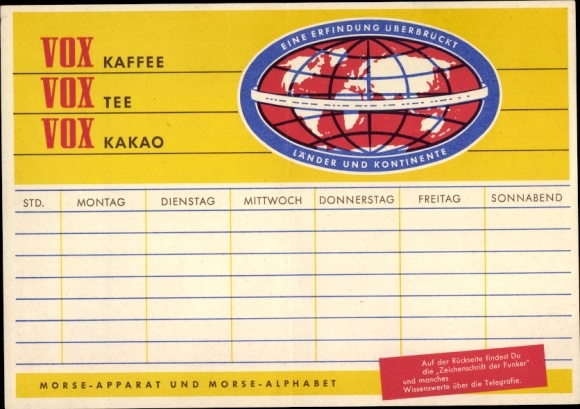 VOX KAFFEE
VOX TEE
VOX KAKAO
EINE ERFINDUNG ÜBERBRÜCKT
LÄNDER UND KONTINENTE
STD. MONTAG DIENSTAG MITTWOCH DONNERSTAG FREITAG SONNABEND
MORSE-APPARAT UND MORSE-ALPHABET
Auf der Rückseite findest Du
die „Zeichenschrift der Funker"
und manches
Wissenswerte über die Telegrafie.